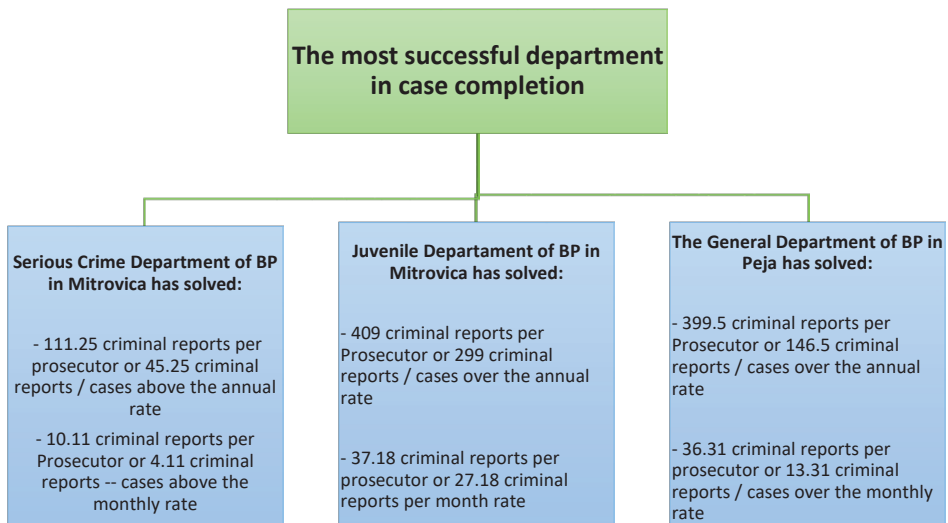 The most successful department
in case completion
Serious Crime Department of BP
in Mitrovica has solved:
- 111.25 criminal reports per
prosecutor or 45.25 criminal
reports / cases above the annual
rate
- 10.11 criminal reports per
Prosecutor or 4.11 criminal
reports -- cases above the
monthly rate
Juvenile Departament of BP in
Mitrovica has solved:
- 409 criminal reports per
Prosecutor or 299 criminal
reports / cases over the annual
rate
- 37.18 criminal reports per
prosecutor or 27.18 criminal
reports per month rate
The General Department of BP in
Peja has solved:
- 399.5 criminal reports per
Prosecutor or 146.5 criminal
reports / cases over the annual
rate
- 36.31 criminal reports per
prosecutor or 13.31 criminal
reports / cases over the monthly
rate